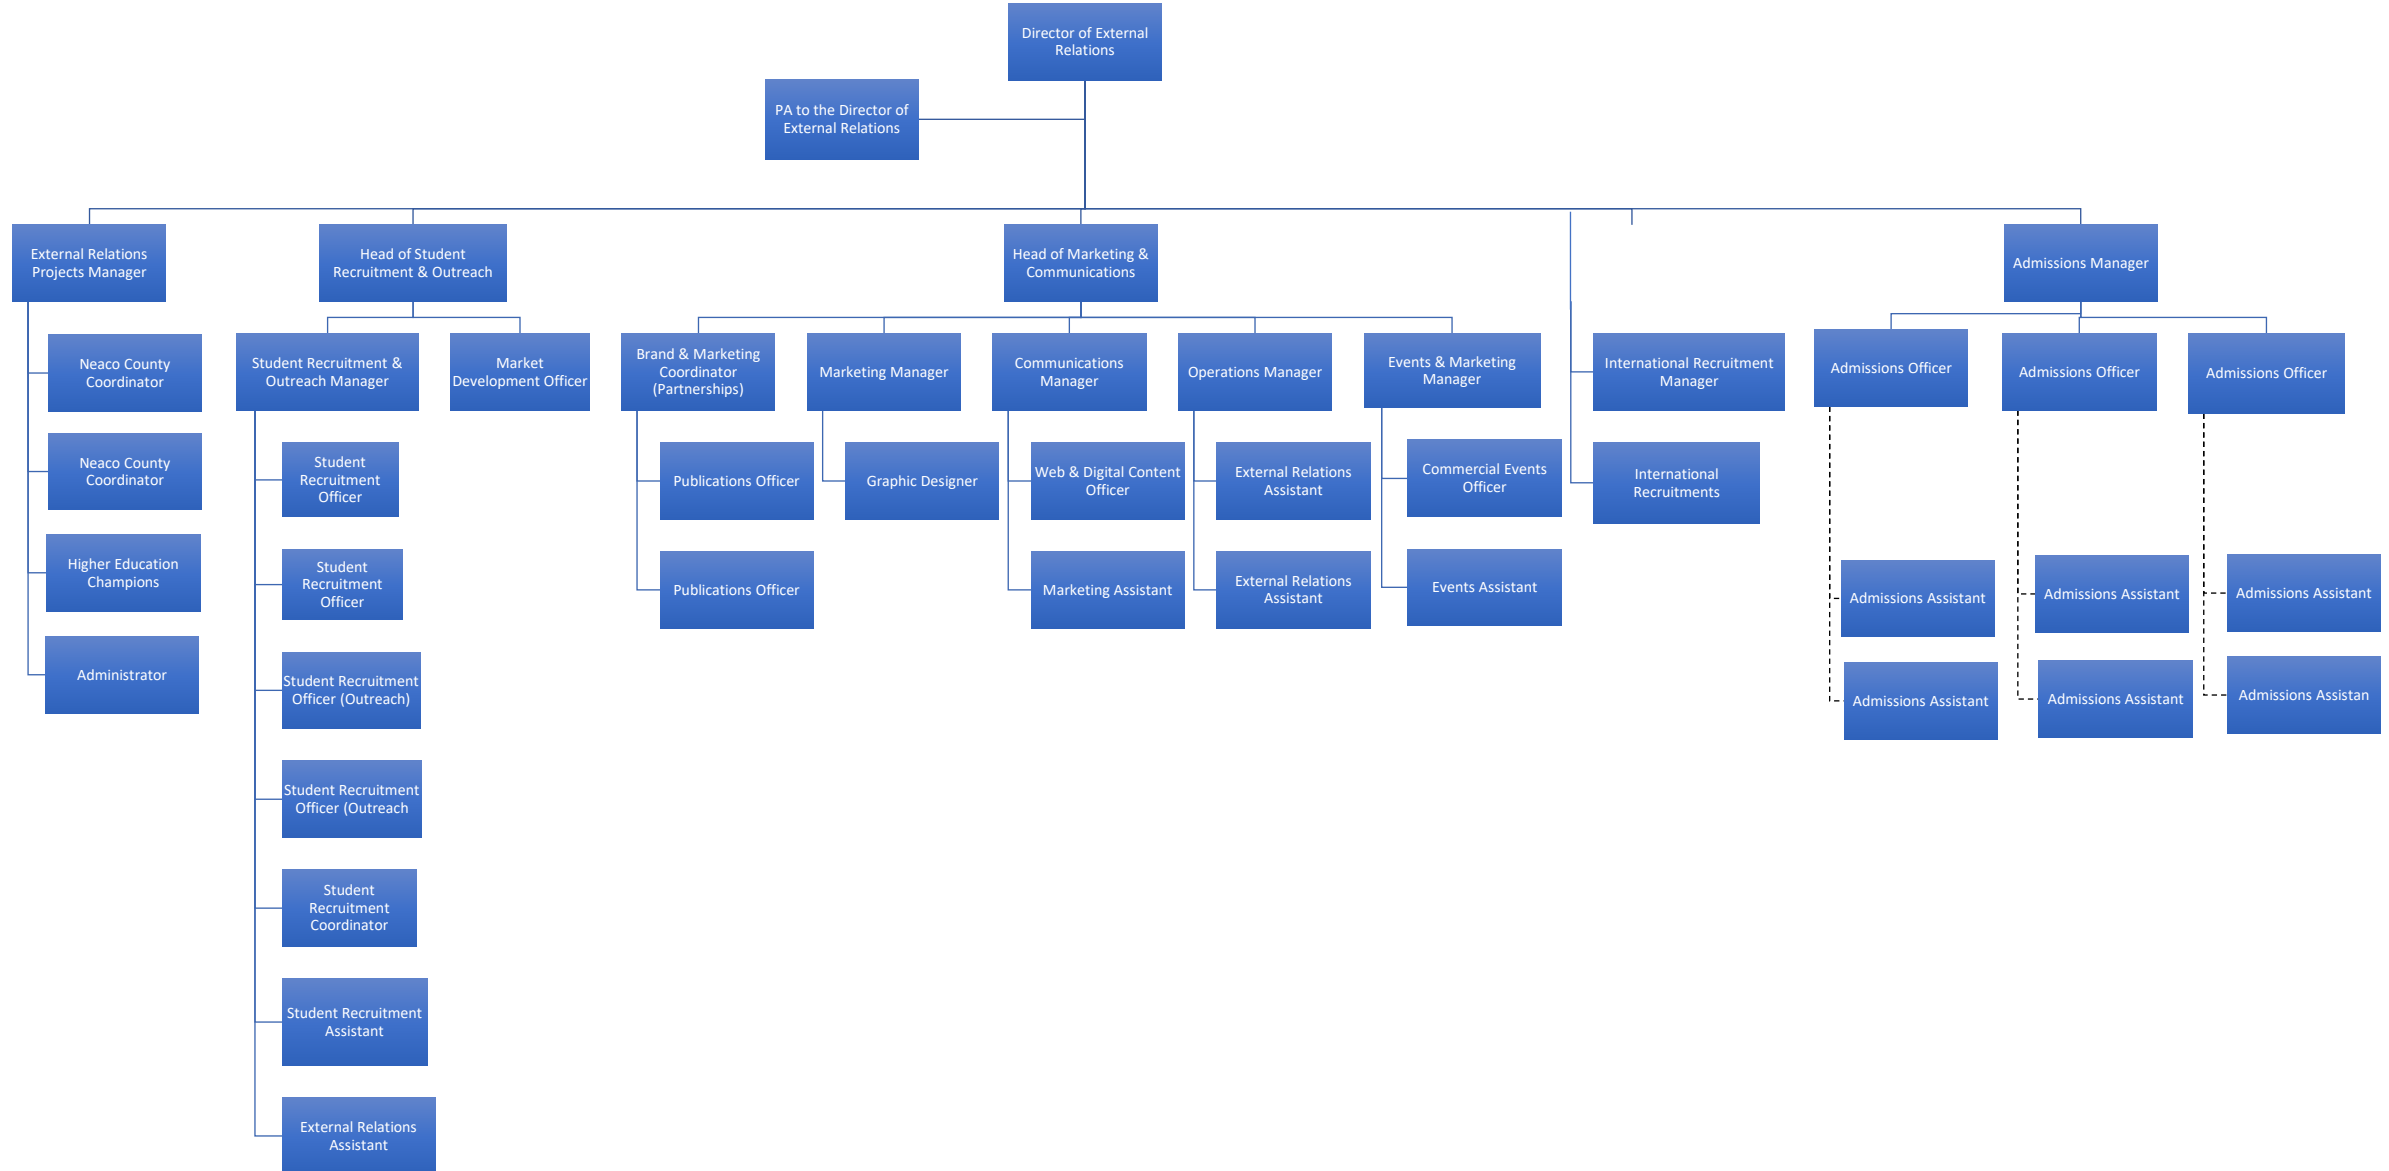 Director of External
Relations
PA to the Director of
External Relations
External Relations
Projects Manager
Head of Student
Recruitment & Outreach
Head of Marketing &
Communications
Admissions Manager
Neaco County
Coordinator
Neaco County
Coordinator
Higher Education
Champions
Administrator
Student Recruitment &
Outreach Manager
Market
Development Officer
Student
Recruitment
Officer
Student
Recruitment
Officer
Student Recruitment
Officer (Outreach)
Student Recruitment
Officer (Outreach
Student
Recruitment
Coordinator
Student Recruitment
Assistant
External Relations
Assistant
Brand & Marketing
Coordinator
(Partnerships)
Publications Officer
Publications Officer
Marketing Manager
Graphic Designer
Communications
Manager
Web & Digital Content
Officer
Marketing Assistant
Operations Manager
External Relations
Assistant
External Relations
Assistant
Events & Marketing
Manager
Commercial Events
Officer
Events Assistant
International Recruitment
Manager
International
Recruitments
Admissions Officer
Admissions Assistant
Admissions Assistant
Admissions Officer
Admissions Assistant
Admissions Assistant
Admissions Officer
Admissions Assistant
Admissions Assistan